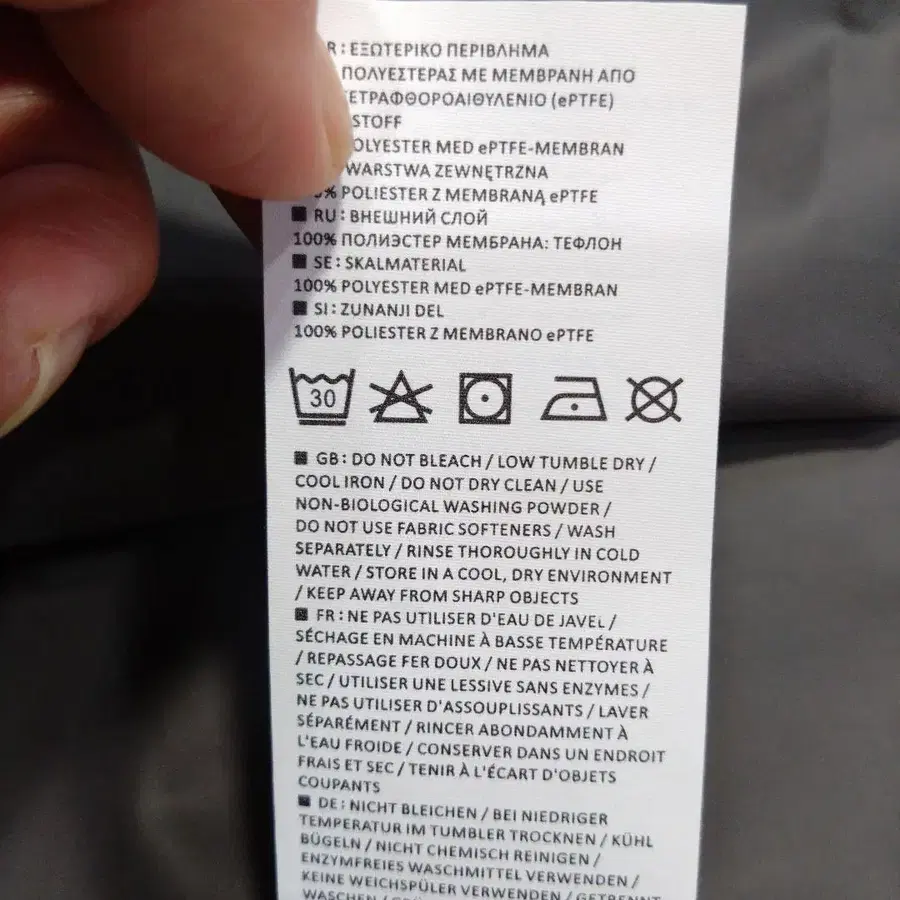 : ΕΞΩΤΕΡΙΚΟ ΠΕΡΙΒΛΗΜΑ
ΠΟΛΥΕΣΤΕΡΑΣ ΜΕ ΜΕΜΒΡΑΝΗ ΑΠΟ
(ePTFE)
STOFF
MED ePTFE-MEMBRAN
WARSTWA ZEWNĘTRZNA
% POLIESTER Z MEMBRANĄ ePTFE
■ RU: ВНЕШНИЙ СЛОЙ
100% ПОЛИЭСТЕР МЕМБРАНА: ТЕФЛОН
■ SE: SKALMATERIAL
100% POLYESTER MED ePTFE-MEMBRAN
■ SI: ZUNANJI DEL
100% POLIESTER Z MEMBRANO ePTFE
30
■ GB: DO NOT BLEACH / LOW TUMBLE DRY /
COOL IRON / DO NOT DRY CLEAN / USE
NON-BIOLOGICAL WASHING POWDER /
DO NOT USE FABRIC SOFTENERS / WASH
SEPARATELY / RINSE THOROUGHLY IN COLD
WATER / STORE IN A COOL, DRY ENVIRONMENT
/ KEEP AWAY FROM SHARP OBJECTS
■ FR: NE PAS UTILISER D'EAU DE JAVEL /
SÉCHAGE EN MACHINE À BASSE TEMPÉRATURE
/ REPASSAGE FER DOUX / NE PAS NETTOYER À
SEC / UTILISER UNE LESSIVE SANS ENZYMES /
NE PAS UTILISER D'ASSOUPLISSANTS / LAVER
SÉPARÉMENT / RINCER ABONDAMMENT À
L'EAU FROIDE / CONSERVER DANS UN ENDROIT
FRAIS ET SEC / TENIR À L'ÉCART D'OBJETS
COUPANTS
■ DE: NICHT BLEICHEN / BEI NIEDRIGER
TEMPERATUR IM TUMBLER TROCKNEN / KÜHL
BÜGELN / NICHT CHEMISCH REINIGEN /
ENZYMFREIES WASCHMITTEL VERWENDEN /
KEINE WEICHSPÜLER VERWENDEN / GETRENNT
WASCHEN /